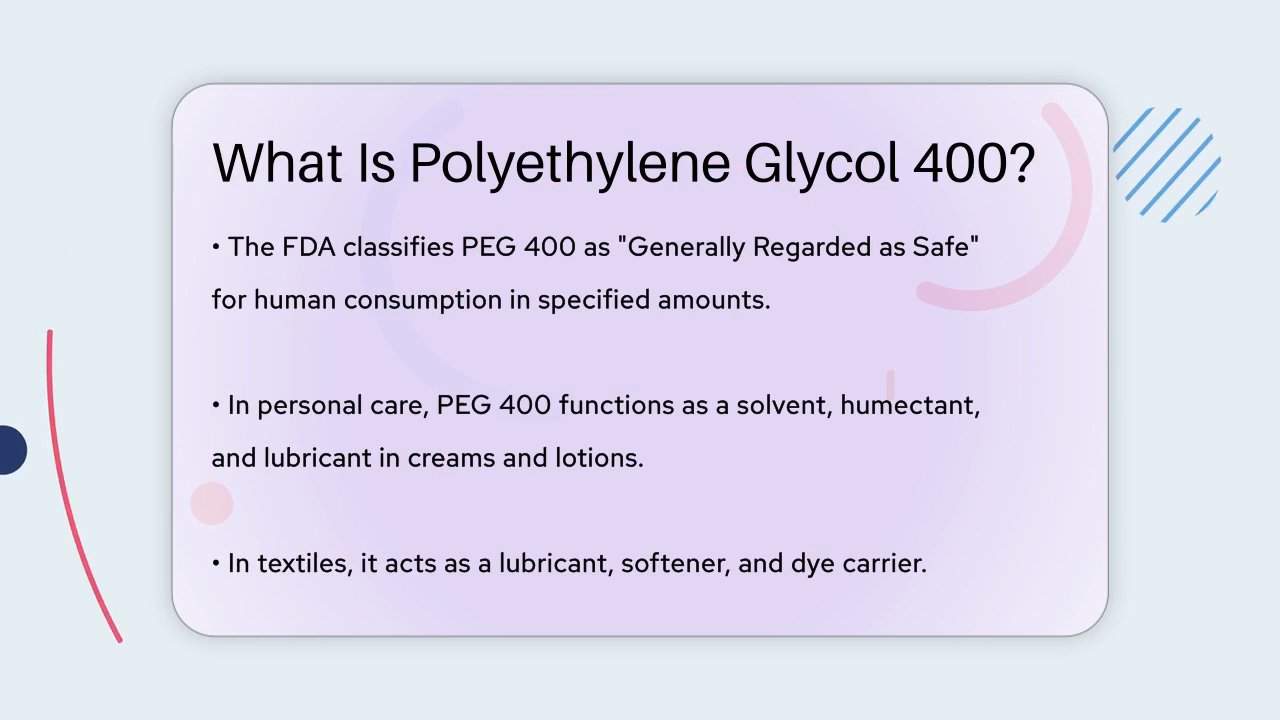 What Is Polyethylene Glycol 400?
• The FDA classifies PEG 400 as "Generally Regarded as Safe"
for human consumption in specified amounts.
• In personal care, PEG 400 functions as a solvent, humectant,
and lubricant in creams and lotions.
• In textiles, it acts as a lubricant, softener, and dye carrier.